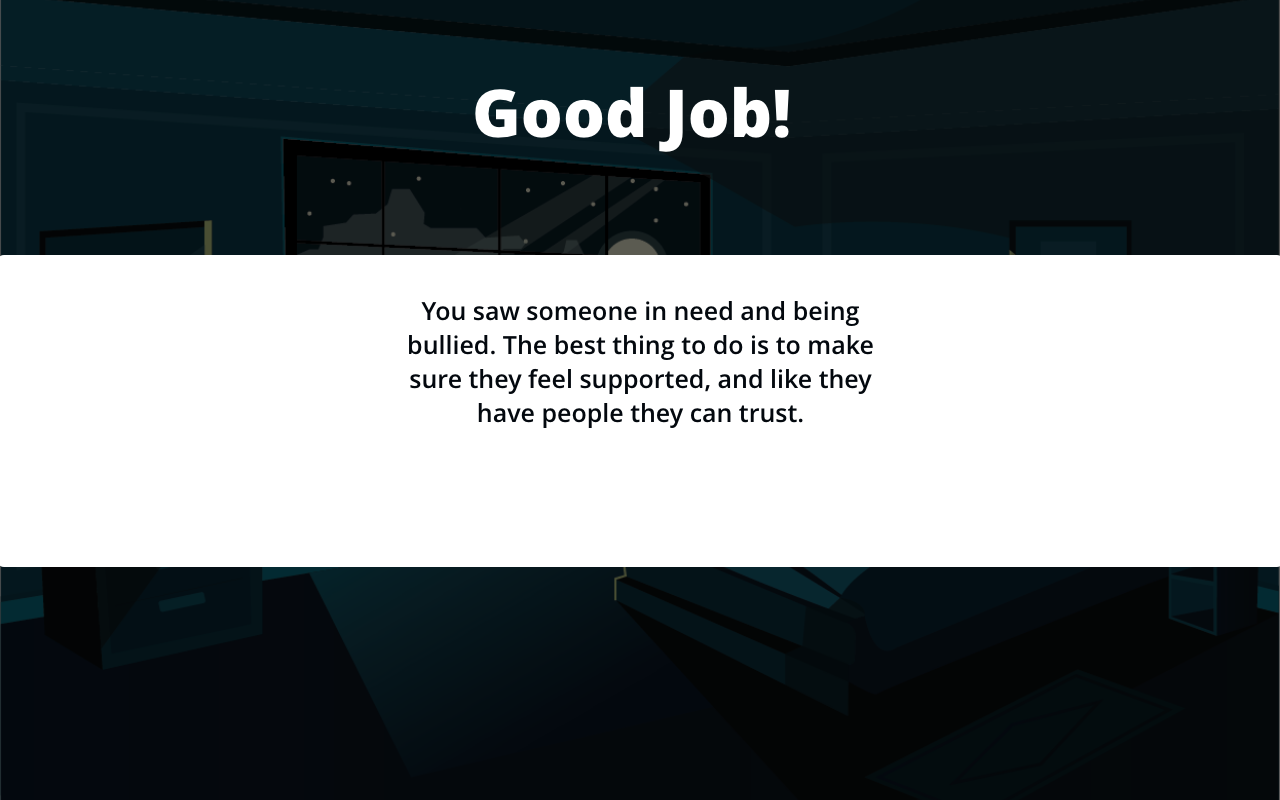 Good Job!
You saw someone in need and being
bullied. The best thing to do is to make
sure they feel supported, and like they
have people they can trust.